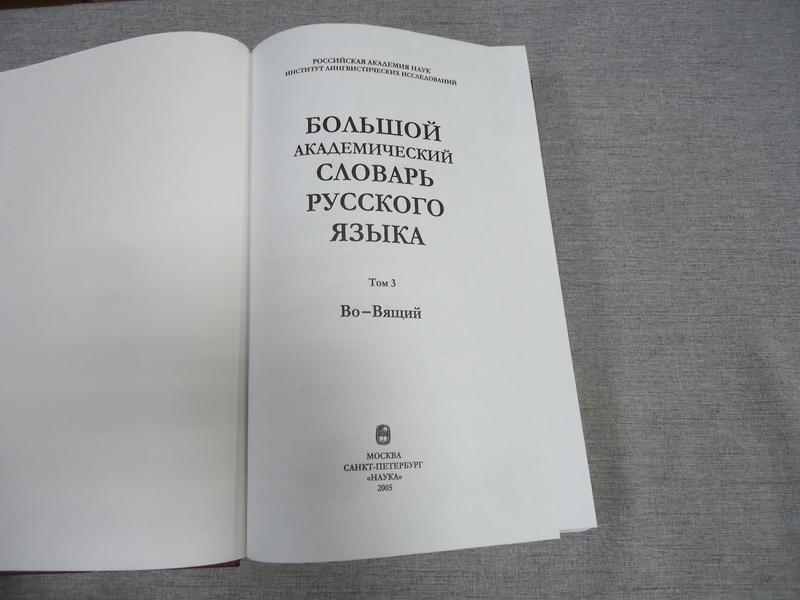 РОССИЙСКАЯ АКАДЕМИЯ НАУК
ИНСТИТУТ ЛИНГВИСТИЧЕСКИХ ИССЛЕДОВАНИЙ
БОЛЬШОЙ
АКАДЕМИЧЕСКИЙ
СЛОВАРЬ
РУССКОГО
ЯЗЫКА
Том 3
Во–Вящий
МОСКВА
САНКТ-ПЕТЕРБУРГ
«НАУКА»
2005